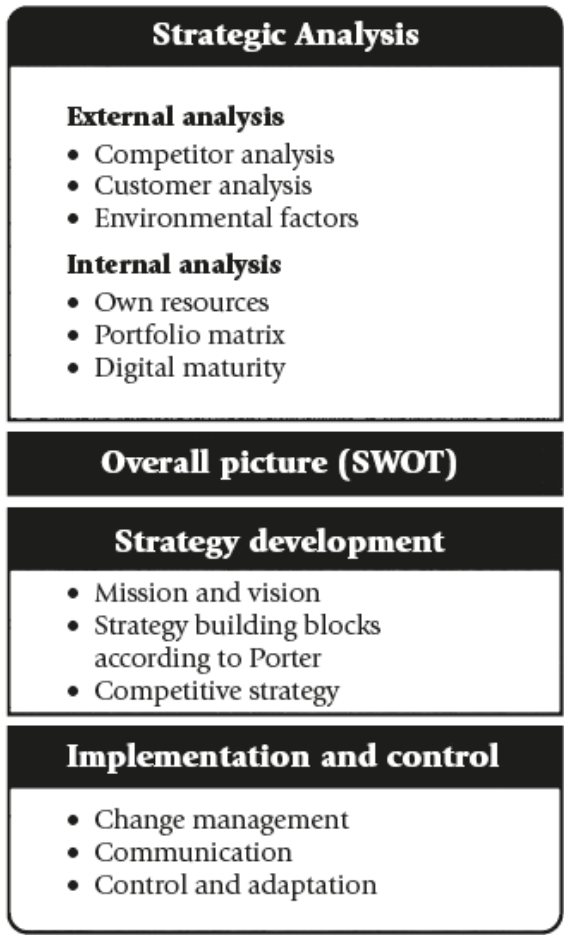 Strategic Analysis
External analysis
• Competitor analysis
• Customer analysis
• Environmental factors
Internal analysis
• Own resources
• Portfolio matrix
• Digital maturity
Overall picture (SWOT)
Strategy development
• Mission and vision
• Strategy building blocks
according to Porter
• Competitive strategy
Implementation and control
• Change management
• Communication
• Control and adaptation